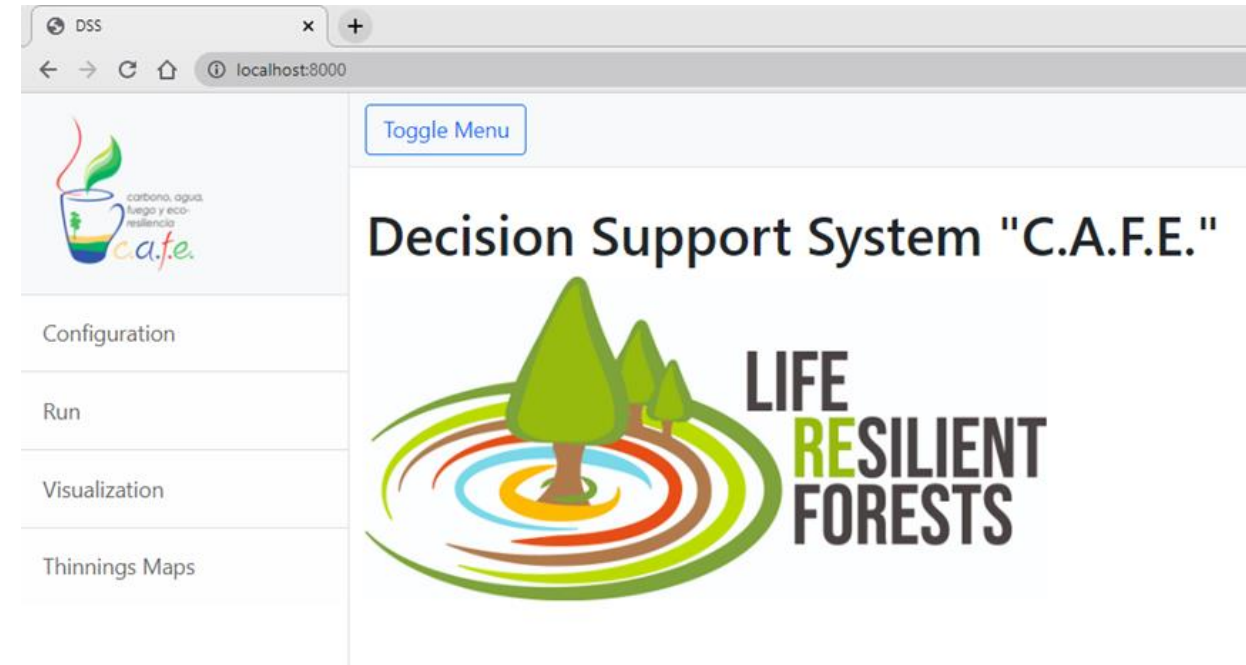 DSS
localhost:8000
carbono, agua,
fuego y eco-
resiliencia
c.a.f.e.
Toggle Menu
Decision Support System "C.A.F.E."
LIFE
RESILIENT
FORESTS
Configuration
Run
Visualization
Thinnings Maps